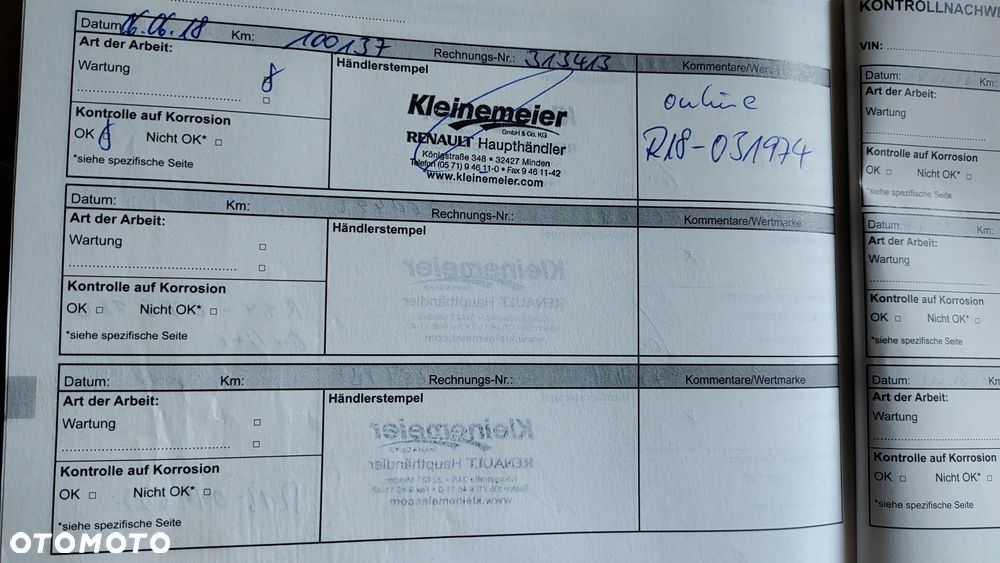 Datum: 06.06.18 Km: 100137 Rechnungs-Nr.: 313413 Kommentare/Wertmarke
Art der Arbeit:
Wartung
Kontrolle auf Korrosion
OK Nicht OK*
*siehe spezifische Seite
Händlerstempel
Kleinemeier
GmbH & Co. KG
RENAULT Haupthändler
Königstraße 348 • 32427 Minden
Telefon (05 71) 9 46 11-0 • Fax 9 46 11-42
www.kleinemeier.com
online
R18-031974
Datum: Km: Rechnungs-Nr.: Kommentare/Wertmarke
Art der Arbeit:
Wartung
Kontrolle auf Korrosion
OK Nicht OK*
*siehe spezifische Seite
Händlerstempel
Datum: Km: Rechnungs-Nr.: Kommentare/Wertmarke
Art der Arbeit:
Wartung
Kontrolle auf Korrosion
OK Nicht OK*
*siehe spezifische Seite
Händlerstempel
KONTROLLNACHWE
VIN:
Datum: Km:
Art der Arbeit:
Wartung
Kontrolle auf Korrosion
OK Nicht OK*
*siehe spezifische Seite
Datum: Km:
Art der Arbeit:
Wartung
Kontrolle auf Korrosion
OK Nicht OK*
*siehe spezifische Seite
Datum: Km:
Art der Arbeit:
Wartung
Kontrolle auf Korrosion
OK Nicht OK*
*siehe spezifische Seite
OTOMOTO